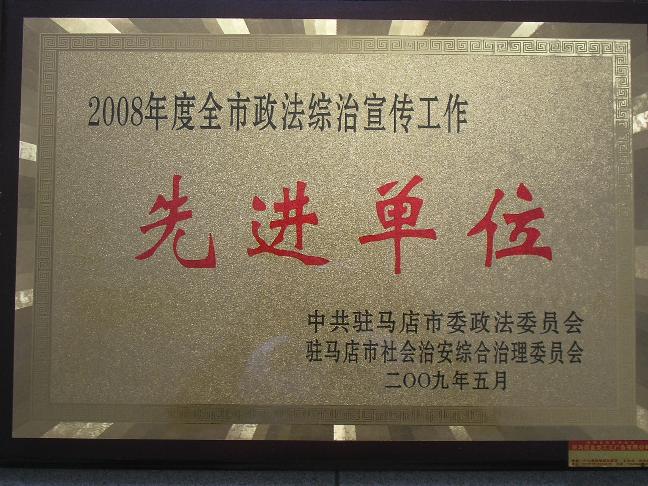 2008年度全市政法综治宣传工作
先进单位
中共驻马店市委政法委员会
驻马店市社会治安综合治理委员会
二〇〇九年五月